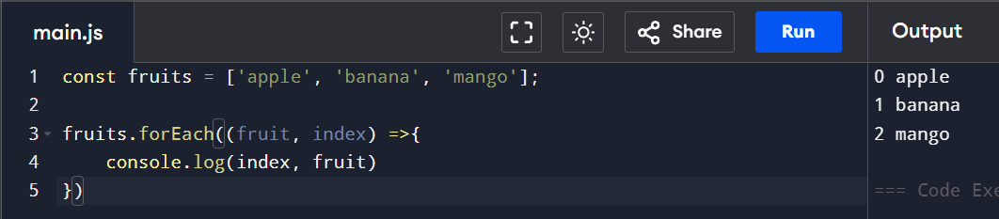 main.js Share Run Output
1 const fruits = ['apple', 'banana', 'mango'];
2
3 fruits.forEach((fruit, index) =>{
4     console.log(index, fruit)
5 })
0 apple
1 banana
2 mango
=== Code Exe